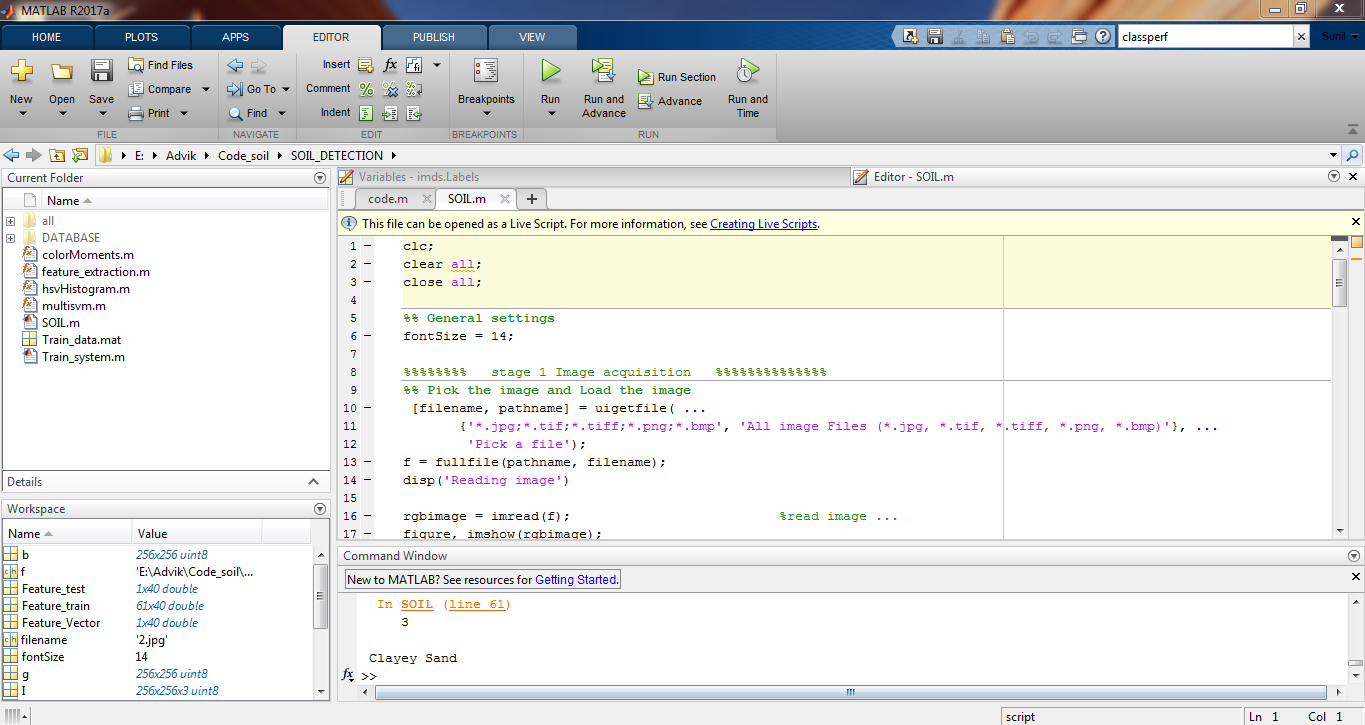 MATLAB R2017a
HOME PLOTS APPS EDITOR PUBLISH VIEW classperf Sunil
New Open Save Find Files Compare Print Go To Find Insert fx Comment Indent Breakpoints Run Run and Advance Run Section Advance Run and Time
FILE NAVIGATE EDIT BREAKPOINTS RUN
E: Advik Code_soil SOIL_DETECTION
Current Folder
Name
all
DATABASE
colorMoments.m
feature_extraction.m
hsvHistogram.m
multisvm.m
SOIL.m
Train_data.mat
Train_system.m
Details
Workspace
Name Value
b 256x256 uint8
f 'E:\Advik\Code_soil\...
Feature_test 1x40 double
Feature_train 61x40 double
Feature_Vector 1x40 double
filename '2.jpg'
fontSize 14
g 256x256 uint8
I 256x256x3 uint8
Variables - imds.Labels Editor - SOIL.m
code.m SOIL.m +
This file can be opened as a Live Script. For more information, see Creating Live Scripts.
1 clc;
2 clear all;
3 close all;
4
5 %% General settings
6 fontSize = 14;
7
8 %%%%%%%% stage 1 Image acquisition %%%%%%%%%%%%%%
9 %% Pick the image and Load the image
10 [filename, pathname] = uigetfile( ...
11 {'*.jpg;*.tif;*.tiff;*.png;*.bmp', 'All image Files (*.jpg, *.tif, *.tiff, *.png, *.bmp)'}, ...
12 'Pick a file');
13 f = fullfile(pathname, filename);
14 disp('Reading image')
15
16 rgbimage = imread(f); %read image ...
17 figure, imshow(rgbimage);
Command Window
New to MATLAB? See resources for Getting Started.
In SOIL (line 61)
3
Clayey Sand
fx >>
script Ln 1 Col 1